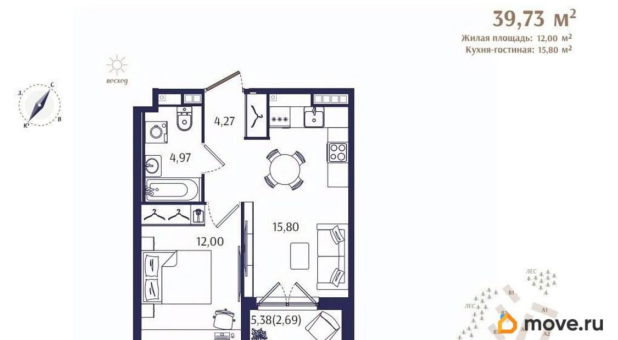 39,73 м²
Жилая площадь: 12,00 м²
Кухня-гостиная: 15,80 м²
восход
С
З
В
Ю
4,27
4,97
15,80
12,00
5,38(2,69)
ЛЕС
ЛЕС
move.ru